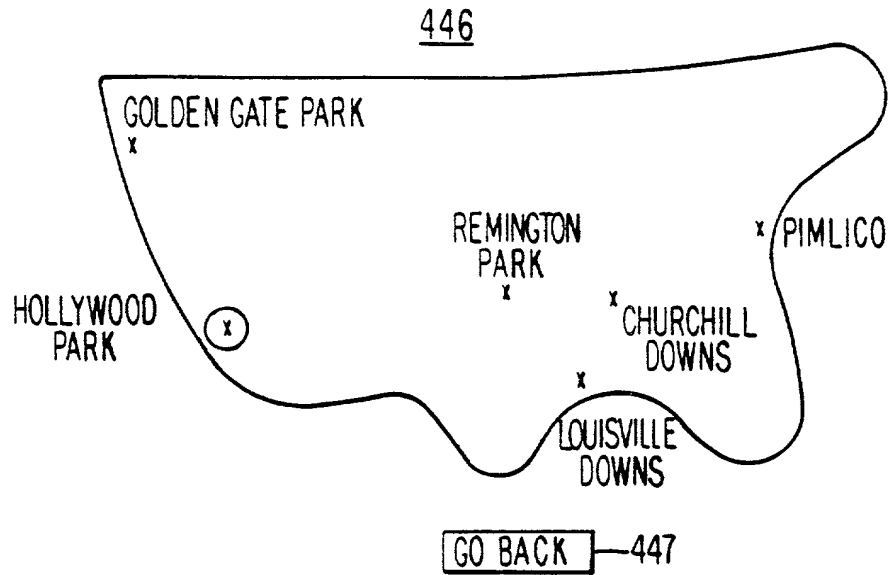 446
GOLDEN GATE PARK
x
REMINGTON
PARK
x
x PIMLICO
HOLLYWOOD
PARK
x
x
CHURCHILL
DOWNS
x
LOUISVILLE
DOWNS
GO BACK 447